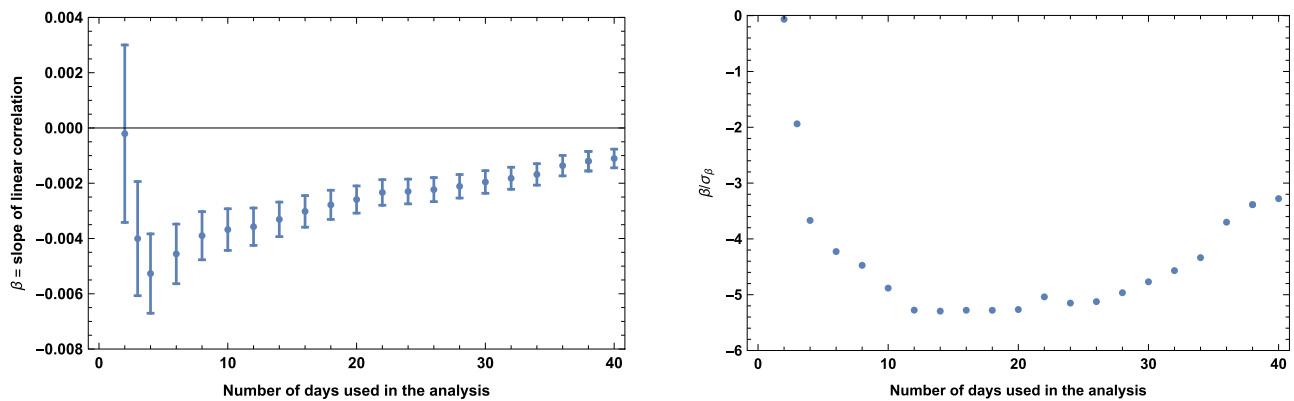 0.004
0.002
0.000
−0.002
−0.004
−0.006
−0.008
β = slope of linear correlation
0 10 20 30 40
Number of days used in the analysis
0
−1
−2
−3
−4
−5
−6
β/σβ
0 10 20 30 40
Number of days used in the analysis